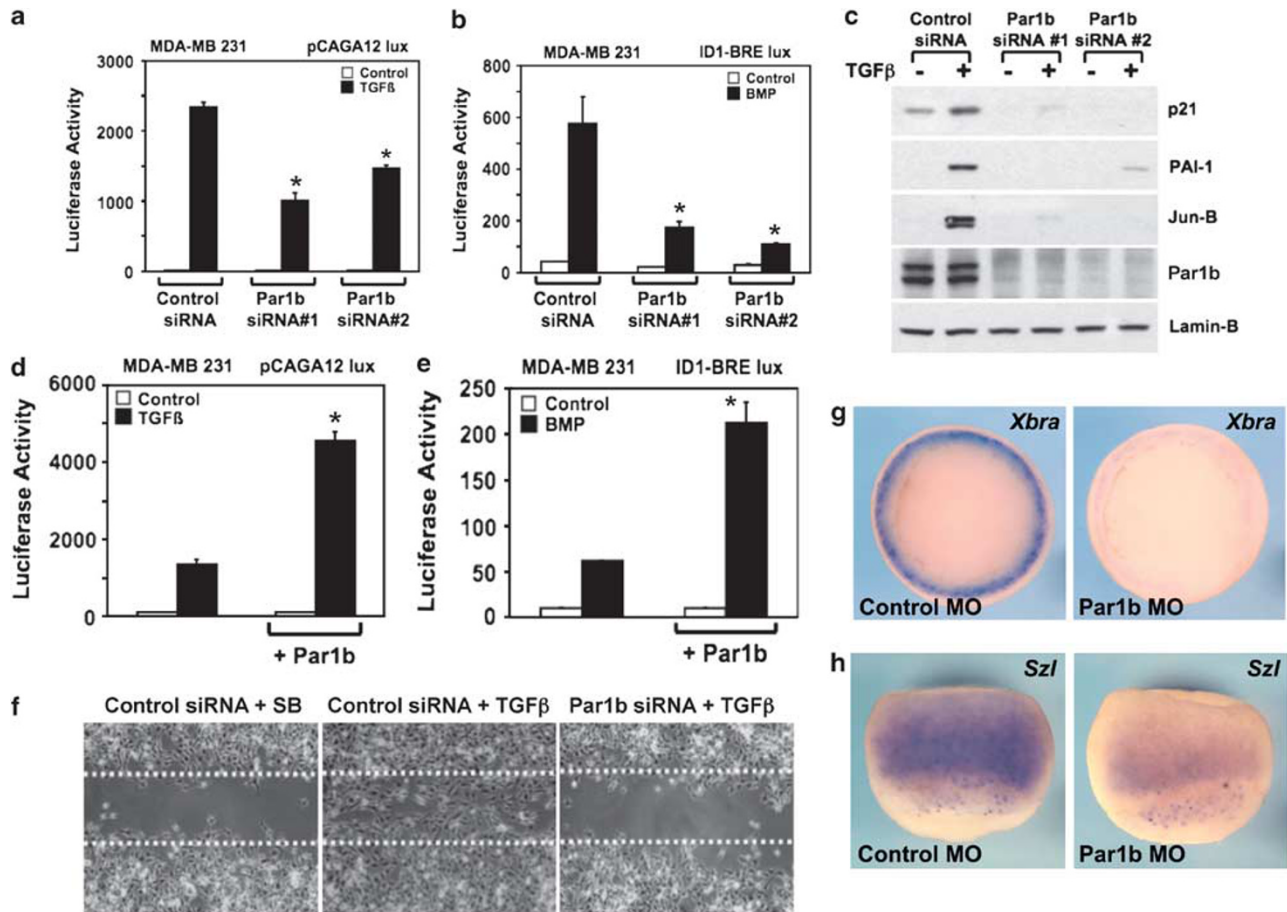 a
MDA-MB 231 pCAGA12 lux
Control
TGFß
Luciferase Activity
3000
2000
1000
0
*
*
Control siRNA
Par1b siRNA#1
Par1b siRNA#2
b
MDA-MB 231 ID1-BRE lux
Control
BMP
Luciferase Activity
800
600
400
200
0
*
*
Control siRNA
Par1b siRNA#1
Par1b siRNA#2
c
Control siRNA
Par1b siRNA #1
Par1b siRNA #2
TGFβ - + - + - +
p21
PAI-1
Jun-B
Par1b
Lamin-B
d
MDA-MB 231 pCAGA12 lux
Control
TGFß
Luciferase Activity
6000
4000
2000
0
*
+ Par1b
e
MDA-MB 231 ID1-BRE lux
Control
BMP
Luciferase Activity
250
200
150
100
50
0
*
+ Par1b
f
Control siRNA + SB
Control siRNA + TGFβ
Par1b siRNA + TGFβ
g
Xbra
Control MO
Xbra
Par1b MO
h
Szl
Control MO
Szl
Par1b MO